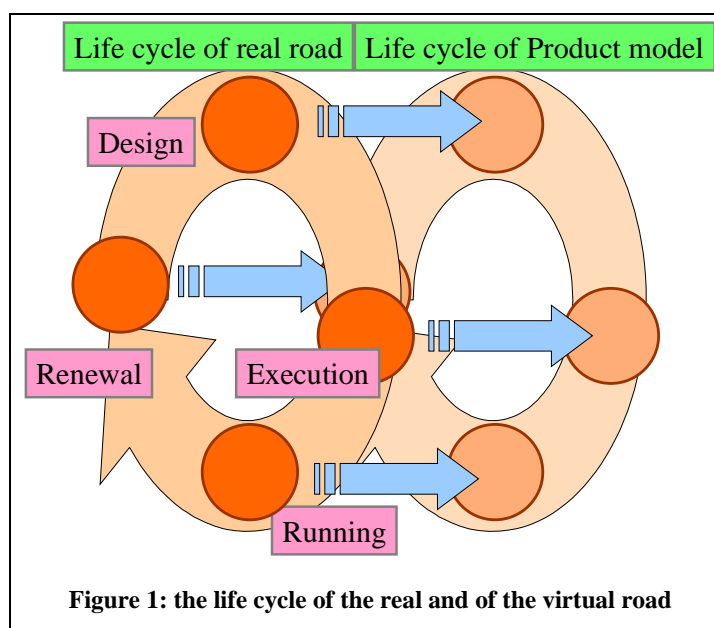 Life cycle of real road
Life cycle of Product model
Design
Renewal
Execution
Running
Figure 1: the life cycle of the real and of the virtual road